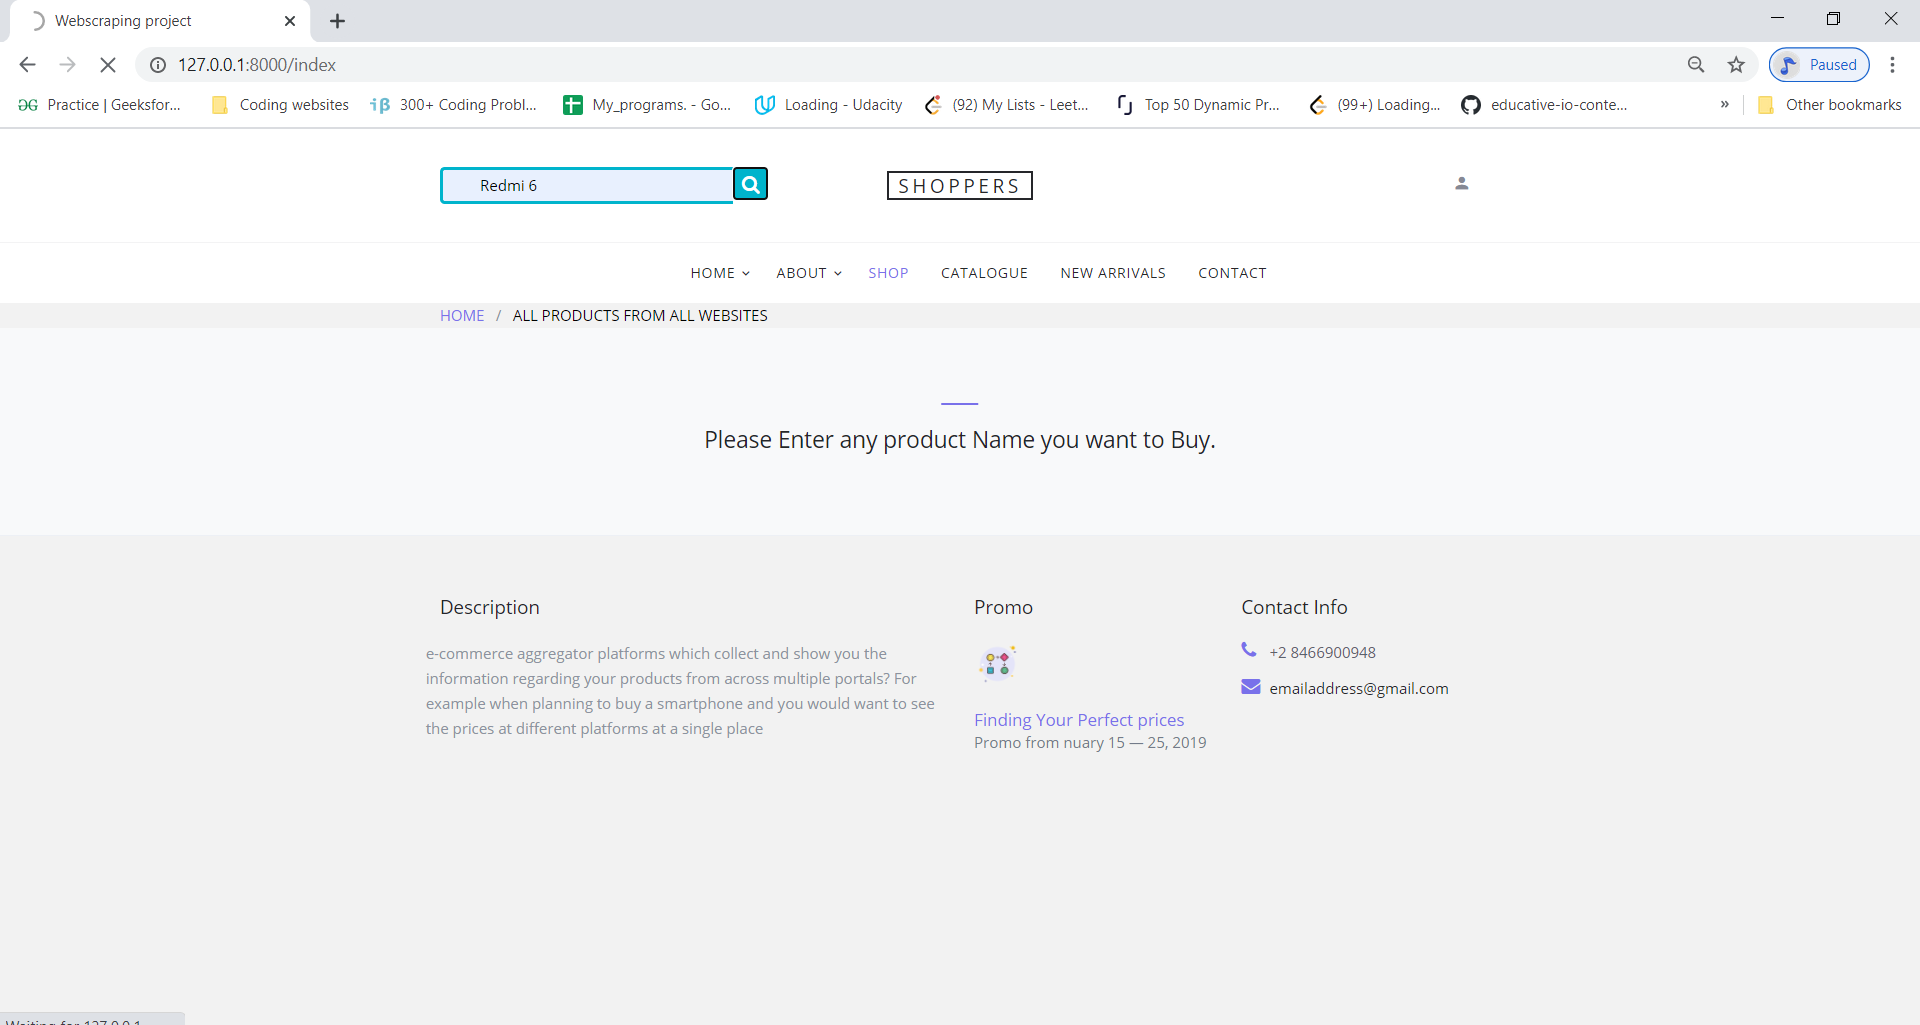 Webscraping project
127.0.0.1:8000/index
Paused
Practice | Geeksfor... Coding websites 300+ Coding Probl... My_programs. - Go... Loading - Udacity (92) My Lists - Leet... Top 50 Dynamic Pr... (99+) Loading... educative-io-conte... » Other bookmarks
Redmi 6
SHOPPERS
HOME ABOUT SHOP CATALOGUE NEW ARRIVALS CONTACT
HOME / ALL PRODUCTS FROM ALL WEBSITES
Please Enter any product Name you want to Buy.
Description
e-commerce aggregator platforms which collect and show you the
information regarding your products from across multiple portals? For
example when planning to buy a smartphone and you would want to see
the prices at different platforms at a single place
Promo
Finding Your Perfect prices
Promo from nuary 15 — 25, 2019
Contact Info
+2 8466900948
emailaddress@gmail.com
Waiting for 127.0.0.1